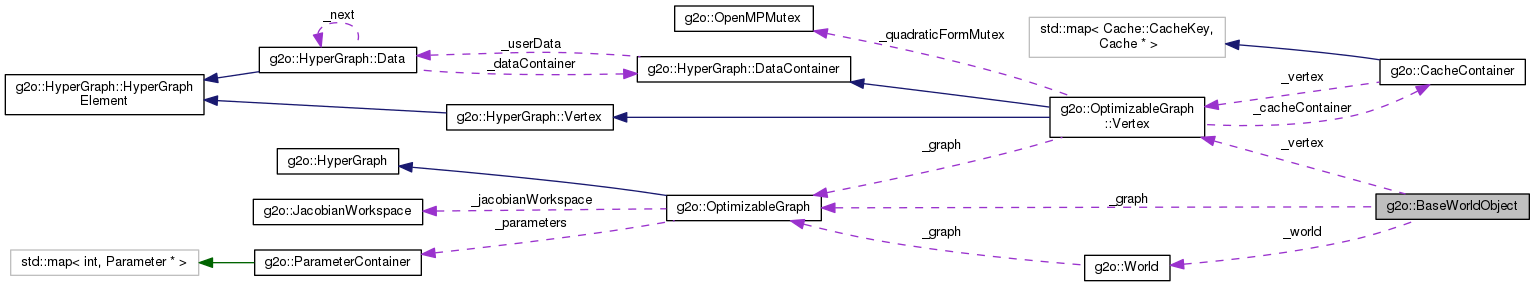 _next
g2o::OpenMPMutex
std::map< Cache::CacheKey,
Cache * >
_quadraticFormMutex
_userData
g2o::HyperGraph::Data
_dataContainer
g2o::HyperGraph::DataContainer
g2o::CacheContainer
_vertex
_cacheContainer
g2o::HyperGraph::HyperGraph
Element
g2o::HyperGraph::Vertex
g2o::OptimizableGraph
::Vertex
_graph
_vertex
g2o::HyperGraph
_jacobianWorkspace
g2o::JacobianWorkspace
g2o::OptimizableGraph
_graph
g2o::BaseWorldObject
_parameters
_graph
_world
std::map< int, Parameter * >
g2o::ParameterContainer
g2o::World